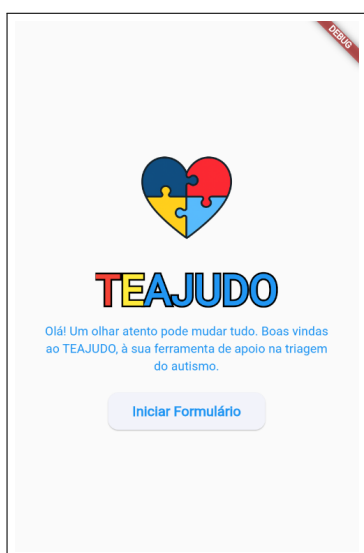 DEBUG
TEAJUDO
Olá! Um olhar atento pode mudar tudo. Boas vindas
ao TEAJUDO, à sua ferramenta de apoio na triagem
do autismo.
Iniciar Formulário